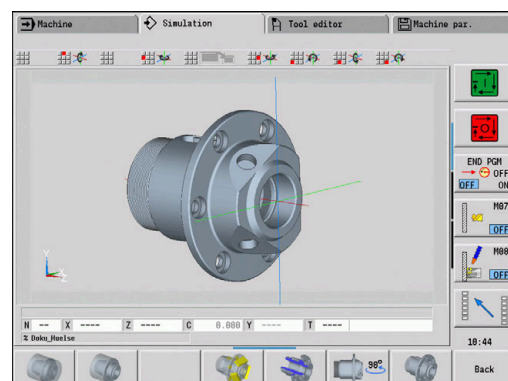 Machine
Simulation
Tool editor
Machine par.
END PGM
OFF
OFF ON
M07
OFF
M08
OFF
Y
X
N -- X ---- Z ---- C 0.000 Y ---- T ----
% Doku_Huelse
10:44
90°
Back